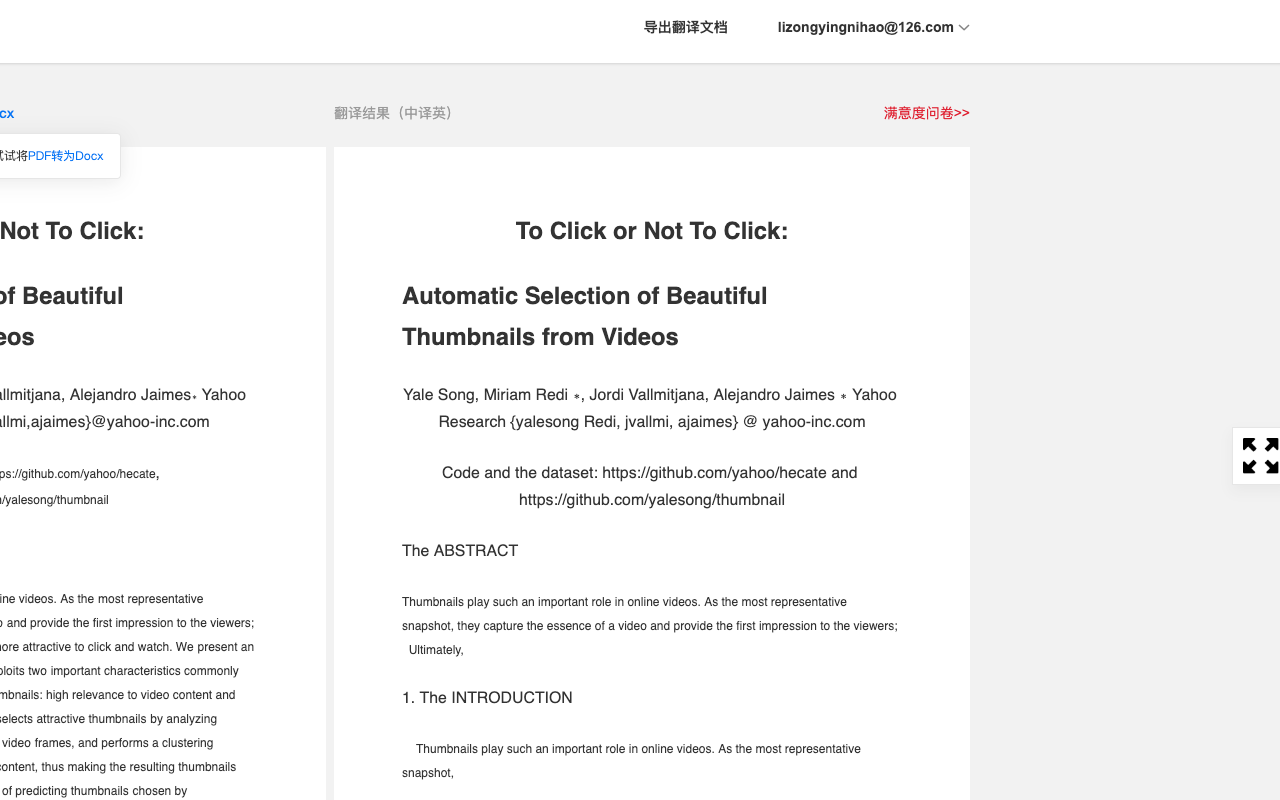 导出翻译文档
lizongyingnihao@126.com
cx
翻译结果（中译英）
满意度问卷>>
试将PDF转为Docx
Not To Click:
of Beautiful
eos
allmitjana, Alejandro Jaimes* Yahoo
allmi,ajaimes}@yahoo-inc.com
ps://github.com/yahoo/hecate,
/yalesong/thumbnail
ine videos. As the most representative
o and provide the first impression to the viewers;
ore attractive to click and watch. We present an
ploits two important characteristics commonly
mbnails: high relevance to video content and
selects attractive thumbnails by analyzing
video frames, and performs a clustering
content, thus making the resulting thumbnails
of predicting thumbnails chosen by
To Click or Not To Click:
Automatic Selection of Beautiful
Thumbnails from Videos
Yale Song, Miriam Redi *, Jordi Vallmitjana, Alejandro Jaimes * Yahoo
Research {yalesong Redi, jvallmi, ajaimes} @ yahoo-inc.com
Code and the dataset: https://github.com/yahoo/hecate and
https://github.com/yalesong/thumbnail
The ABSTRACT
Thumbnails play such an important role in online videos. As the most representative
snapshot, they capture the essence of a video and provide the first impression to the viewers;
Ultimately,
1. The INTRODUCTION
Thumbnails play such an important role in online videos. As the most representative
snapshot,